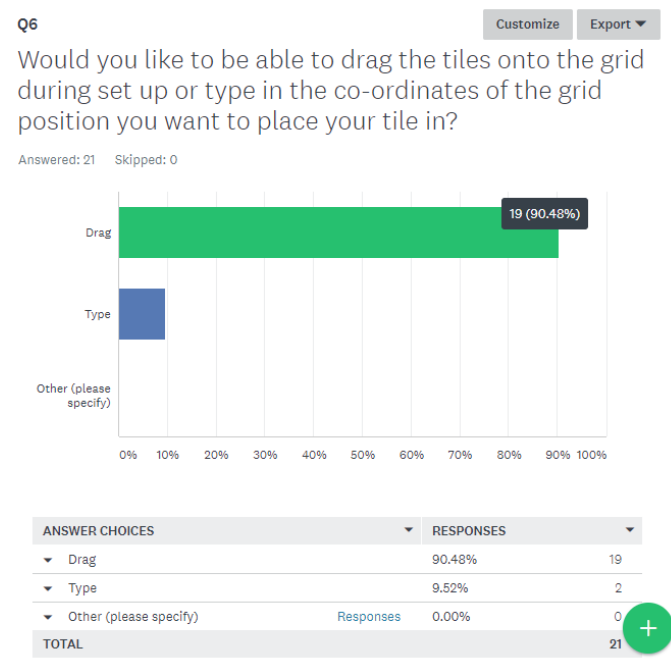 Q6
Customize
Export
Would you like to be able to drag the tiles onto the grid
during set up or type in the co-ordinates of the grid
position you want to place your tile in?
Answered: 21 Skipped: 0
19 (90.48%)
Drag
Type
Other (please
specify)
0% 10% 20% 30% 40% 50% 60% 70% 80% 90% 100%
ANSWER CHOICES RESPONSES
Drag 90.48% 19
Type 9.52% 2
Other (please specify) Responses 0.00% 0
TOTAL 21
+